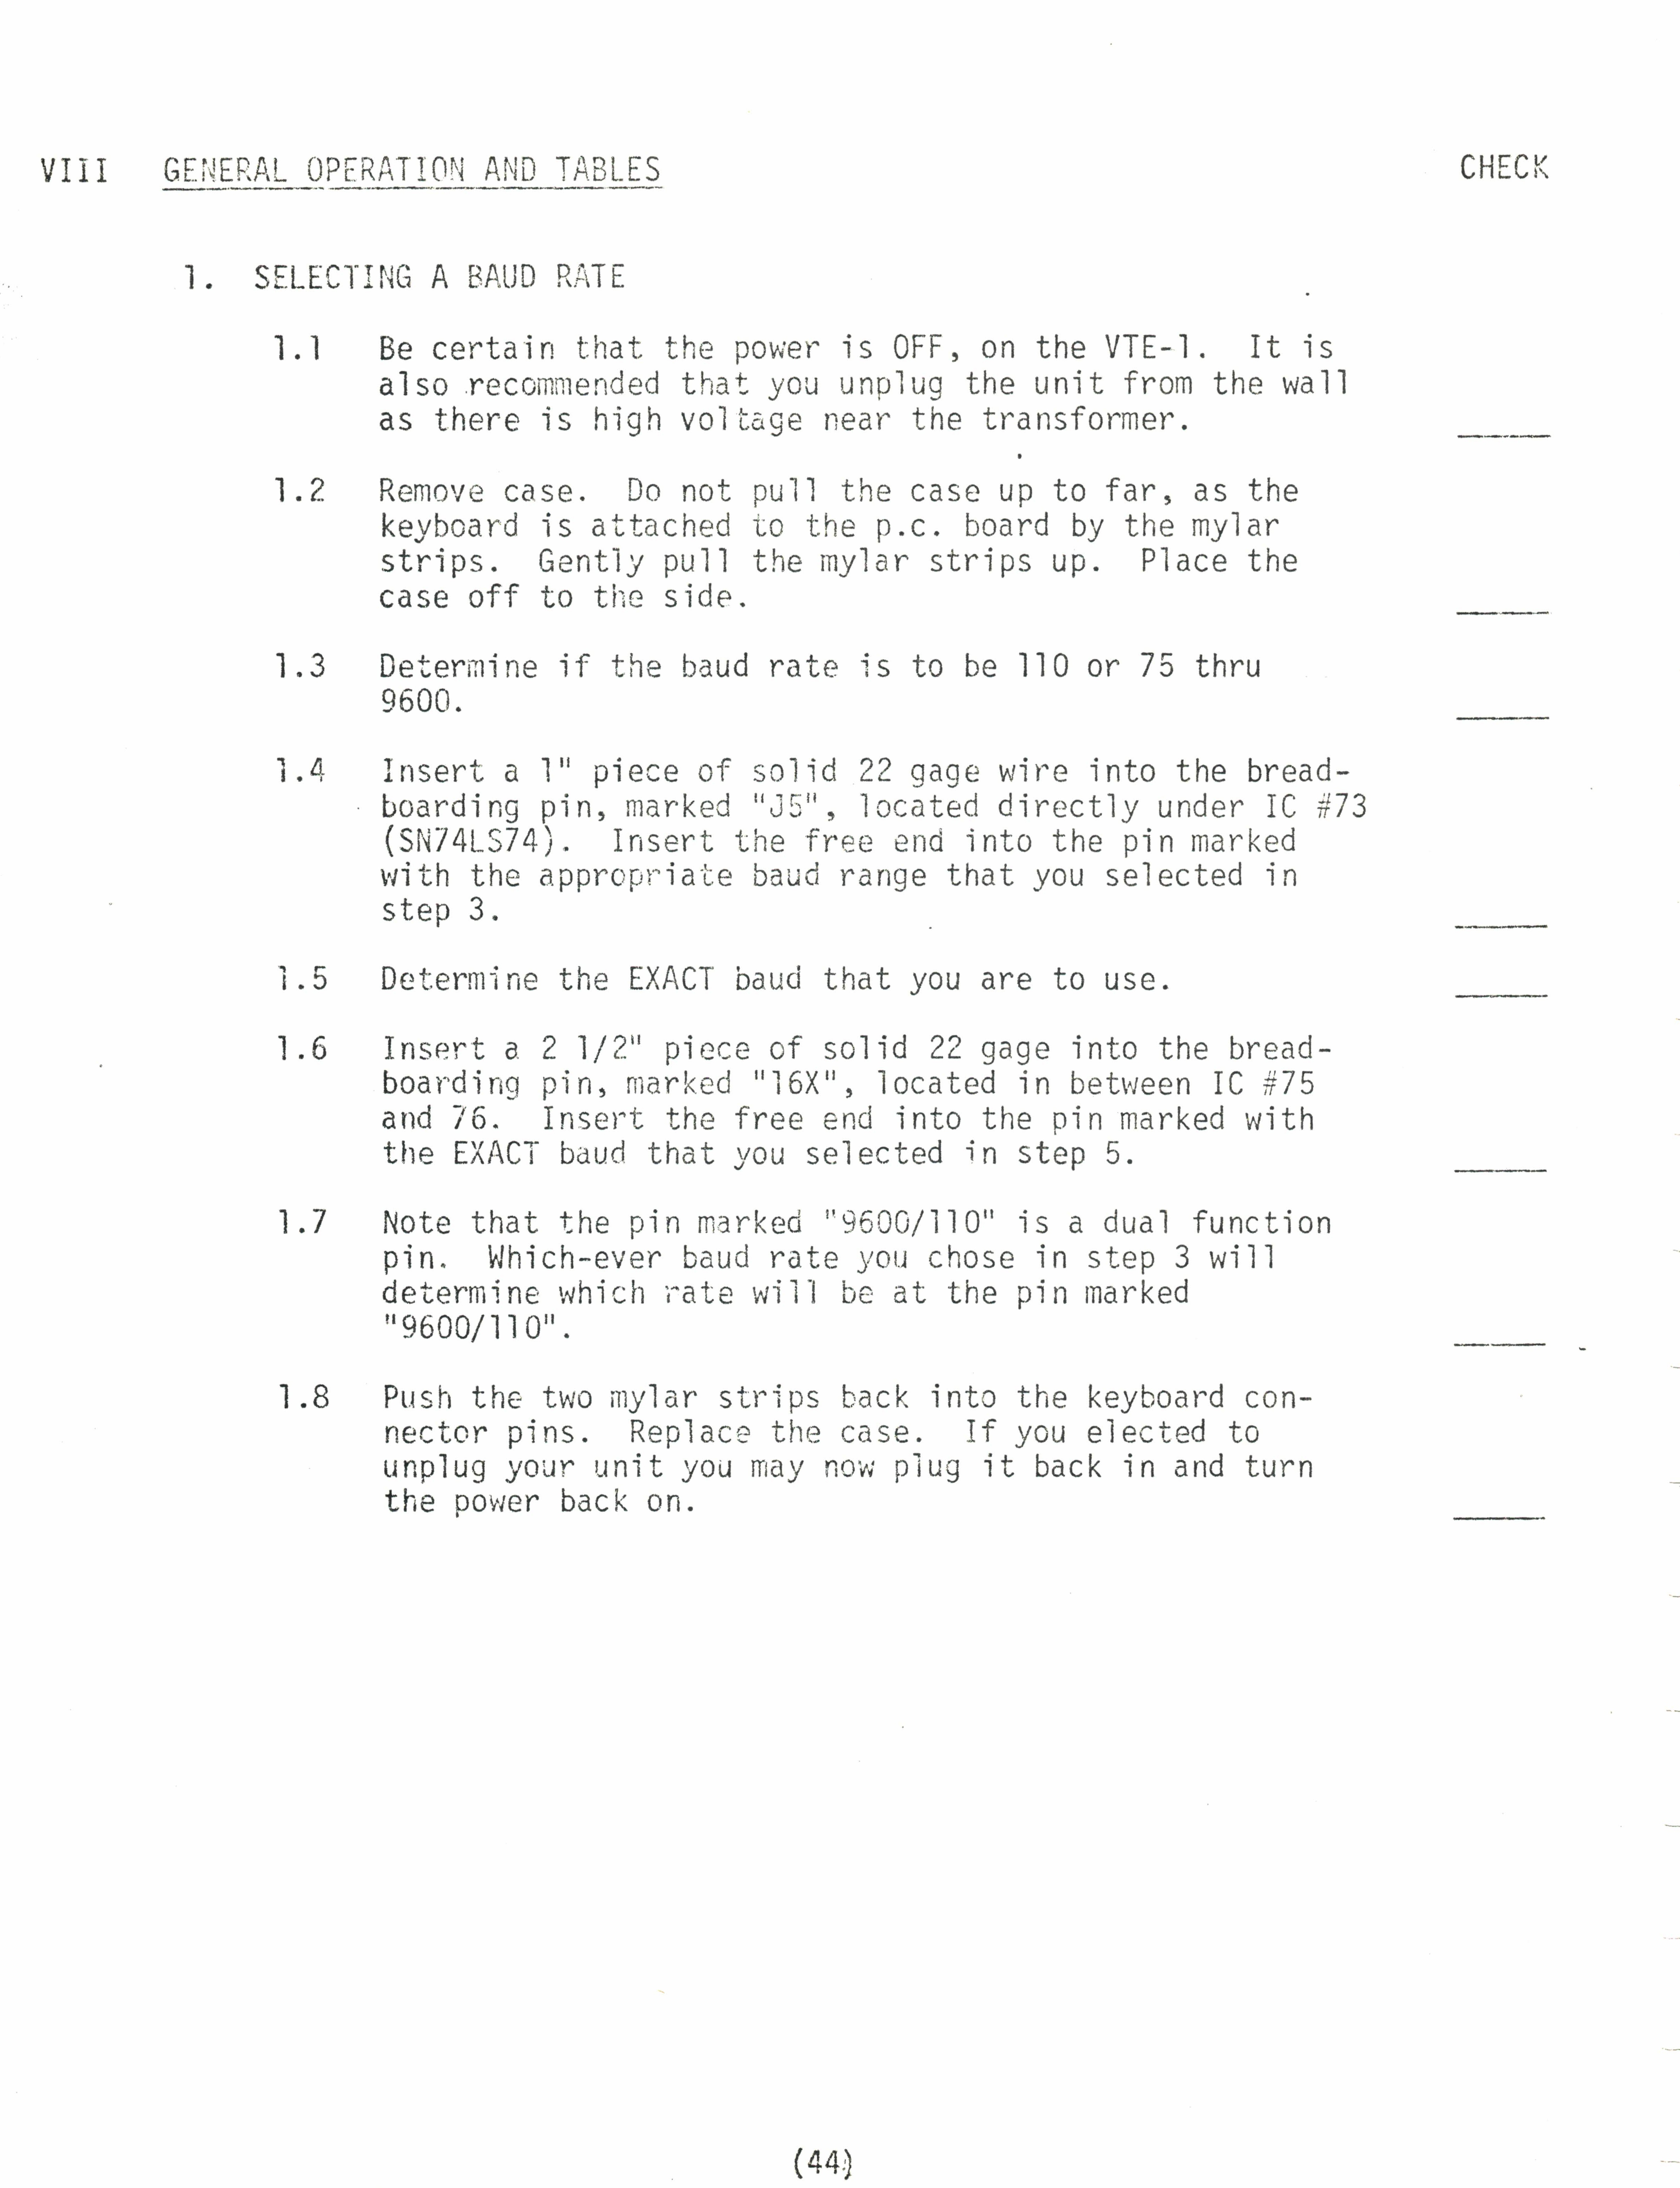 VIII GENERAL OPERATION AND TABLES CHECK
1. SELECTING A BAUD RATE
1.1 Be certain that the power is OFF, on the VTE-1. It is
also recommended that you unplug the unit from the wall
as there is high voltage near the transformer.
1.2 Remove case. Do not pull the case up to far, as the
keyboard is attached to the p.c. board by the mylar
strips. Gently pull the mylar strips up. Place the
case off to the side.
1.3 Determine if the baud rate is to be 110 or 75 thru
9600.
1.4 Insert a 1" piece of solid 22 gage wire into the bread-
boarding pin, marked "J5", located directly under IC #73
(SN74LS74). Insert the free end into the pin marked
with the appropriate baud range that you selected in
step 3.
1.5 Determine the EXACT baud that you are to use.
1.6 Insert a 2 1/2" piece of solid 22 gage into the bread-
boarding pin, marked "16X", located in between IC #75
and 76. Insert the free end into the pin marked with
the EXACT baud that you selected in step 5.
1.7 Note that the pin marked "9600/110" is a dual function
pin. Which-ever baud rate you chose in step 3 will
determine which rate will be at the pin marked
"9600/110".
1.8 Push the two mylar strips back into the keyboard con-
nector pins. Replace the case. If you elected to
unplug your unit you may now plug it back in and turn
the power back on.
(44)